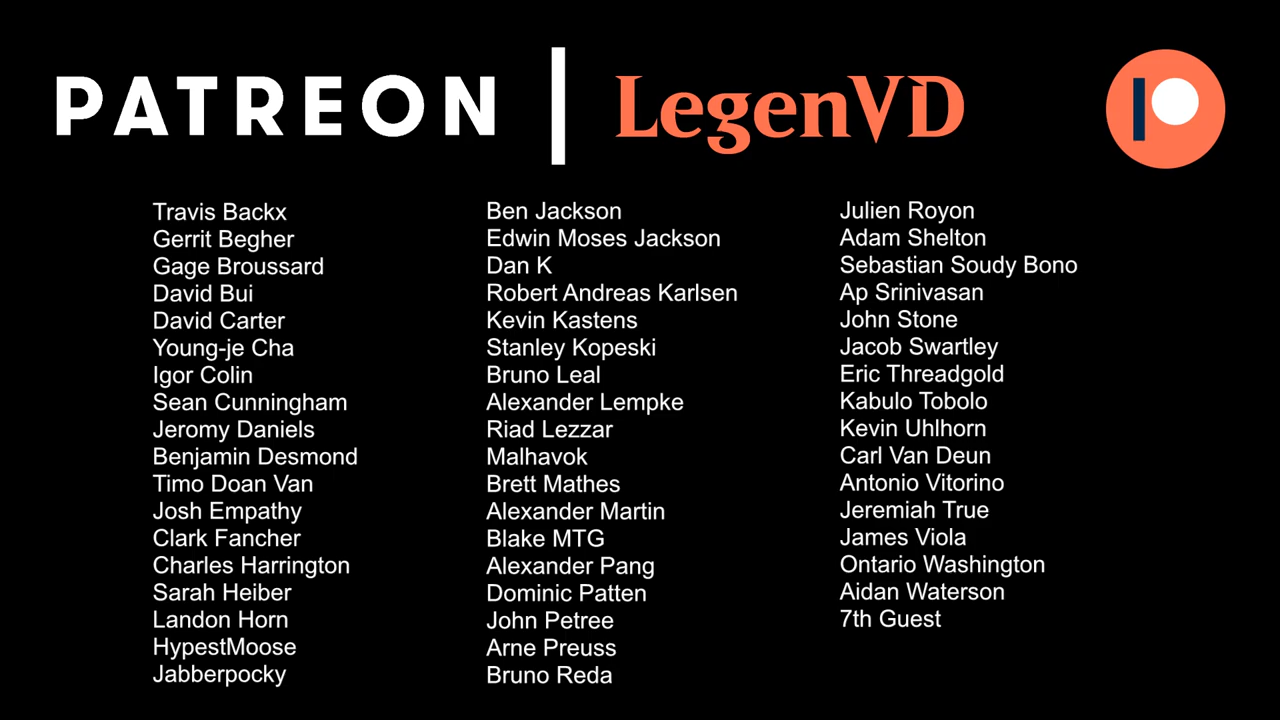 PATREON | LegenVD
Travis Backx
Gerrit Begher
Gage Broussard
David Bui
David Carter
Young-je Cha
Igor Colin
Sean Cunningham
Jeromy Daniels
Benjamin Desmond
Timo Doan Van
Josh Empathy
Clark Fancher
Charles Harrington
Sarah Heiber
Landon Horn
HypestMoose
Jabberpocky
Ben Jackson
Edwin Moses Jackson
Dan K
Robert Andreas Karlsen
Kevin Kastens
Stanley Kopeski
Bruno Leal
Alexander Lempke
Riad Lezzar
Malhavok
Brett Mathes
Alexander Martin
Blake MTG
Alexander Pang
Dominic Patten
John Petree
Arne Preuss
Bruno Reda
Julien Royon
Adam Shelton
Sebastian Soudy Bono
Ap Srinivasan
John Stone
Jacob Swartley
Eric Threadgold
Kabulo Tobolo
Kevin Uhlhorn
Carl Van Deun
Antonio Vitorino
Jeremiah True
James Viola
Ontario Washington
Aidan Waterson
7th Guest